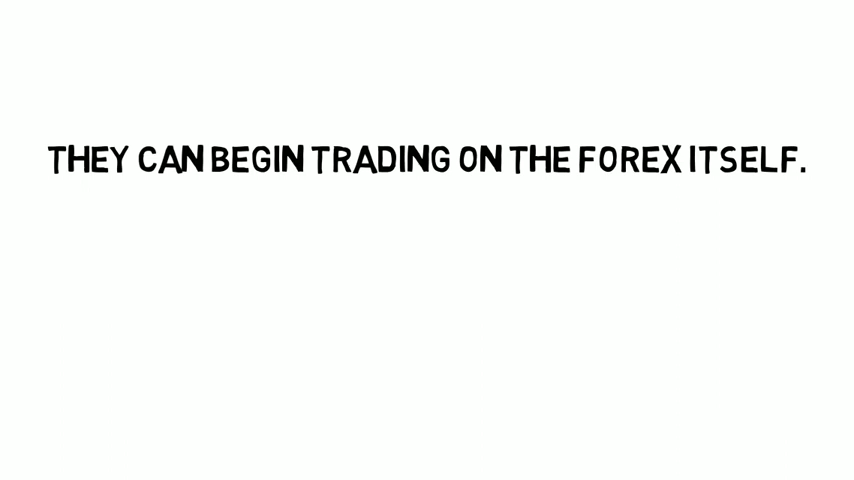 THEY CAN BEGIN TRADING ON THE FOREX ITSELF.